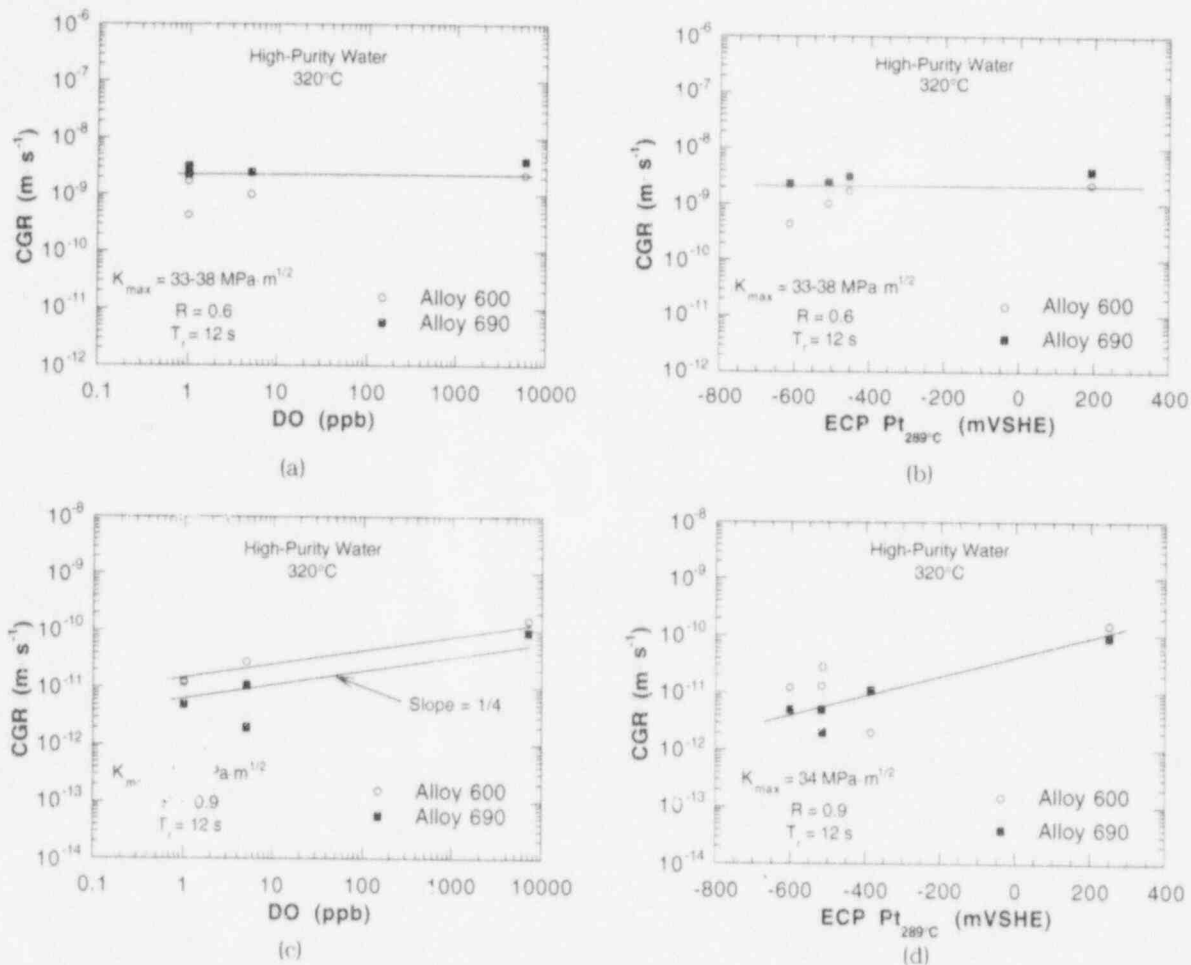 10⁻⁶
10⁻⁷
10⁻⁸
10⁻⁹
10⁻¹⁰
10⁻¹¹
10⁻¹²
CGR (m s⁻¹)
High-Purity Water
320°C
K_max = 33-38 MPa m^1/2
R = 0.6
T_r = 12 s
Alloy 600
Alloy 690
0.1 1 10 100 1000 10000
DO (ppb)
(a)
10⁻⁶
10⁻⁷
10⁻⁸
10⁻⁹
10⁻¹⁰
10⁻¹¹
10⁻¹²
CGR (m s⁻¹)
High-Purity Water
320°C
K_max = 33-38 MPa m^1/2
R = 0.6
T_r = 12 s
Alloy 600
Alloy 690
-800 -600 -400 -200 0 200 400
ECP Pt_289°C (mVSHE)
(b)
10⁻⁸
10⁻⁹
10⁻¹⁰
10⁻¹¹
10⁻¹²
10⁻¹³
10⁻¹⁴
CGR (m s⁻¹)
High-Purity Water
320°C
Slope = 1/4
K_m a·m^1/2
0.9
T_r = 12 s
Alloy 600
Alloy 690
0.1 1 10 100 1000 10000
DO (ppb)
(c)
10⁻⁸
10⁻⁹
10⁻¹⁰
10⁻¹¹
10⁻¹²
10⁻¹³
10⁻¹⁴
CGR (m s⁻¹)
High-Purity Water
320°C
K_max = 34 MPa·m^1/2
R = 0.9
T_r = 12 s
Alloy 600
Alloy 690
-800 -600 -400 -200 0 200 400
ECP Pt_289°C (mVSHE)
(d)